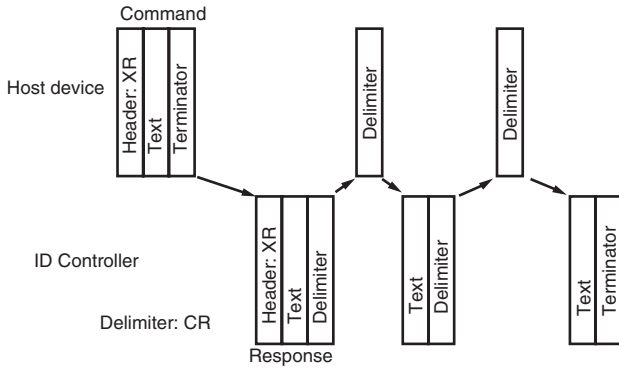 Command
Host device
Header: XR
Text
Terminator
Delimiter
Delimiter
ID Controller
Header: XR
Text
Delimiter
Text
Delimiter
Text
Terminator
Delimiter: CR
Response